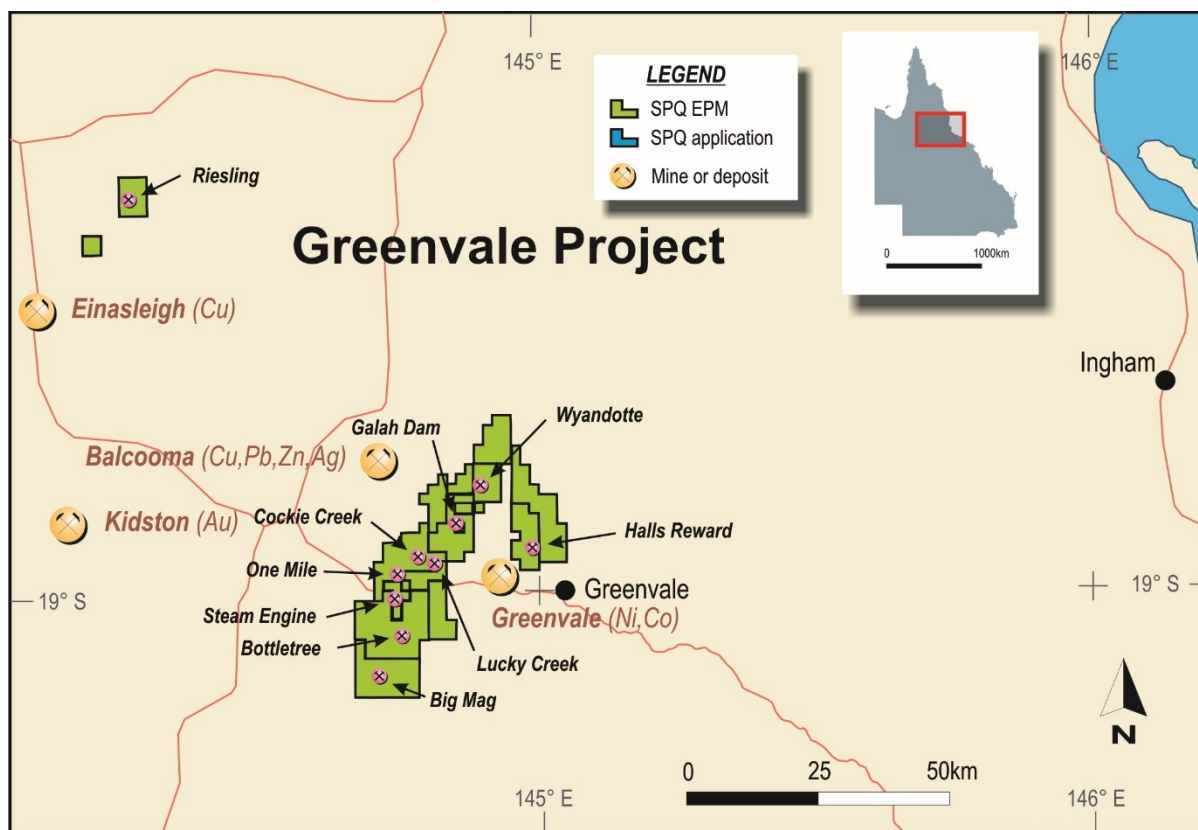 145° E
146° E
LEGEND
SPQ EPM
SPQ application
Mine or deposit
0 1000km
Riesling
Greenvale Project
Einasleigh (Cu)
Ingham
Wyandotte
Galah Dam
Balcooma (Cu,Pb,Zn,Ag)
Kidston (Au)
Cockie Creek
Halls Reward
One Mile
Greenvale
19° S
19° S
Steam Engine
Greenvale (Ni,Co)
Bottletree
Lucky Creek
Big Mag
N
0 25 50km
145° E
146° E